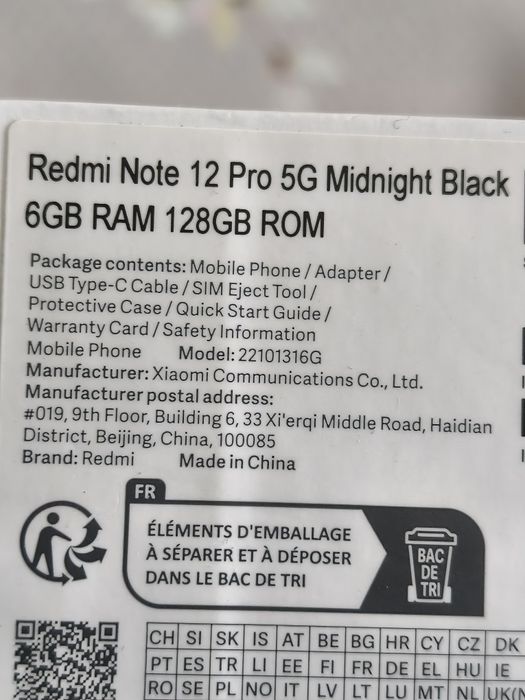 Redmi Note 12 Pro 5G Midnight Black
6GB RAM 128GB ROM
Package contents: Mobile Phone / Adapter /
USB Type-C Cable / SIM Eject Tool /
Protective Case / Quick Start Guide /
Warranty Card / Safety Information
Mobile Phone Model: 22101316G
Manufacturer: Xiaomi Communications Co., Ltd.
Manufacturer postal address:
#019, 9th Floor, Building 6, 33 Xi'erqi Middle Road, Haidian
District, Beijing, China, 100085
Brand: Redmi Made in China
FR
ÉLÉMENTS D'EMBALLAGE
À SÉPARER ET À DÉPOSER
DANS LE BAC DE TRI
BAC
DE
TRI
CH SI SK IS AT BE BG HR CY CZ DK
PT ES TR LI EE FI FR DE EL HU IE
RO SE PL NO IT LV LT LU MT NL UK(N